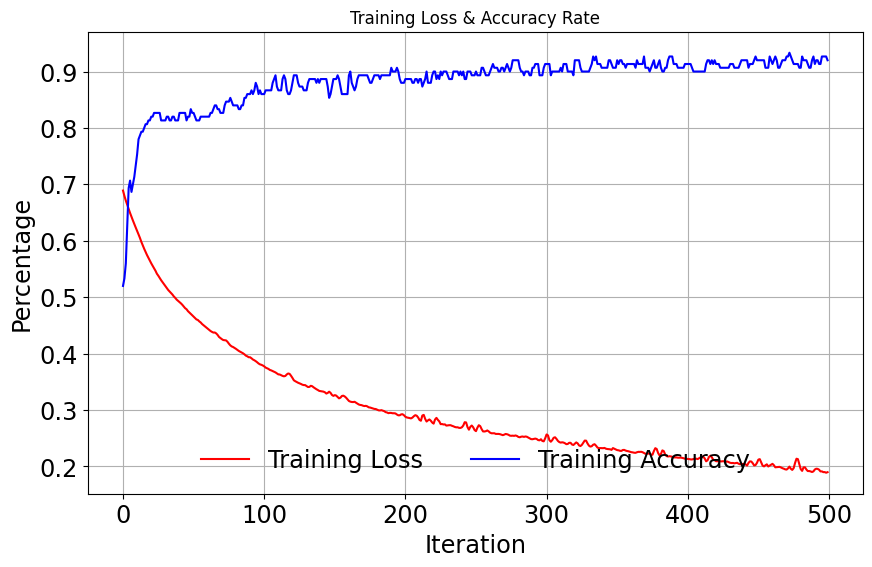 Training Loss & Accuracy Rate
0.9
0.8
0.7
0.6
0.5
0.4
0.3
0.2
Percentage
Training Loss Training Accuracy
0 100 200 300 400 500
Iteration